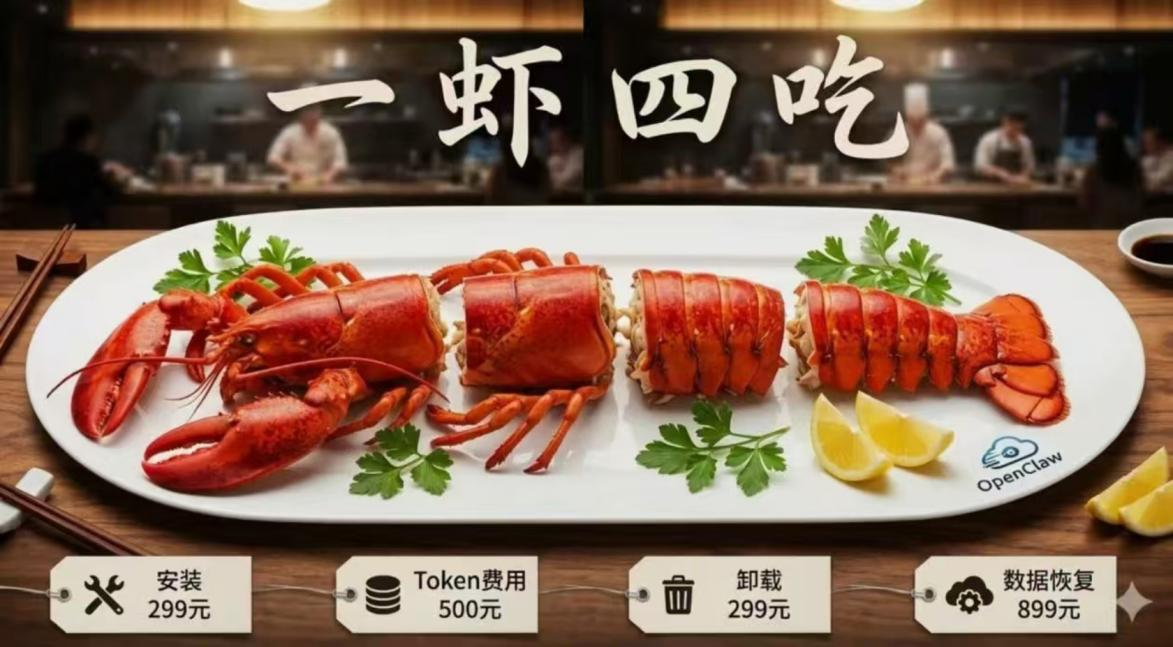 一虾四吃
OpenClaw
安装
299元
Token费用
500元
卸载
299元
数据恢复
899元